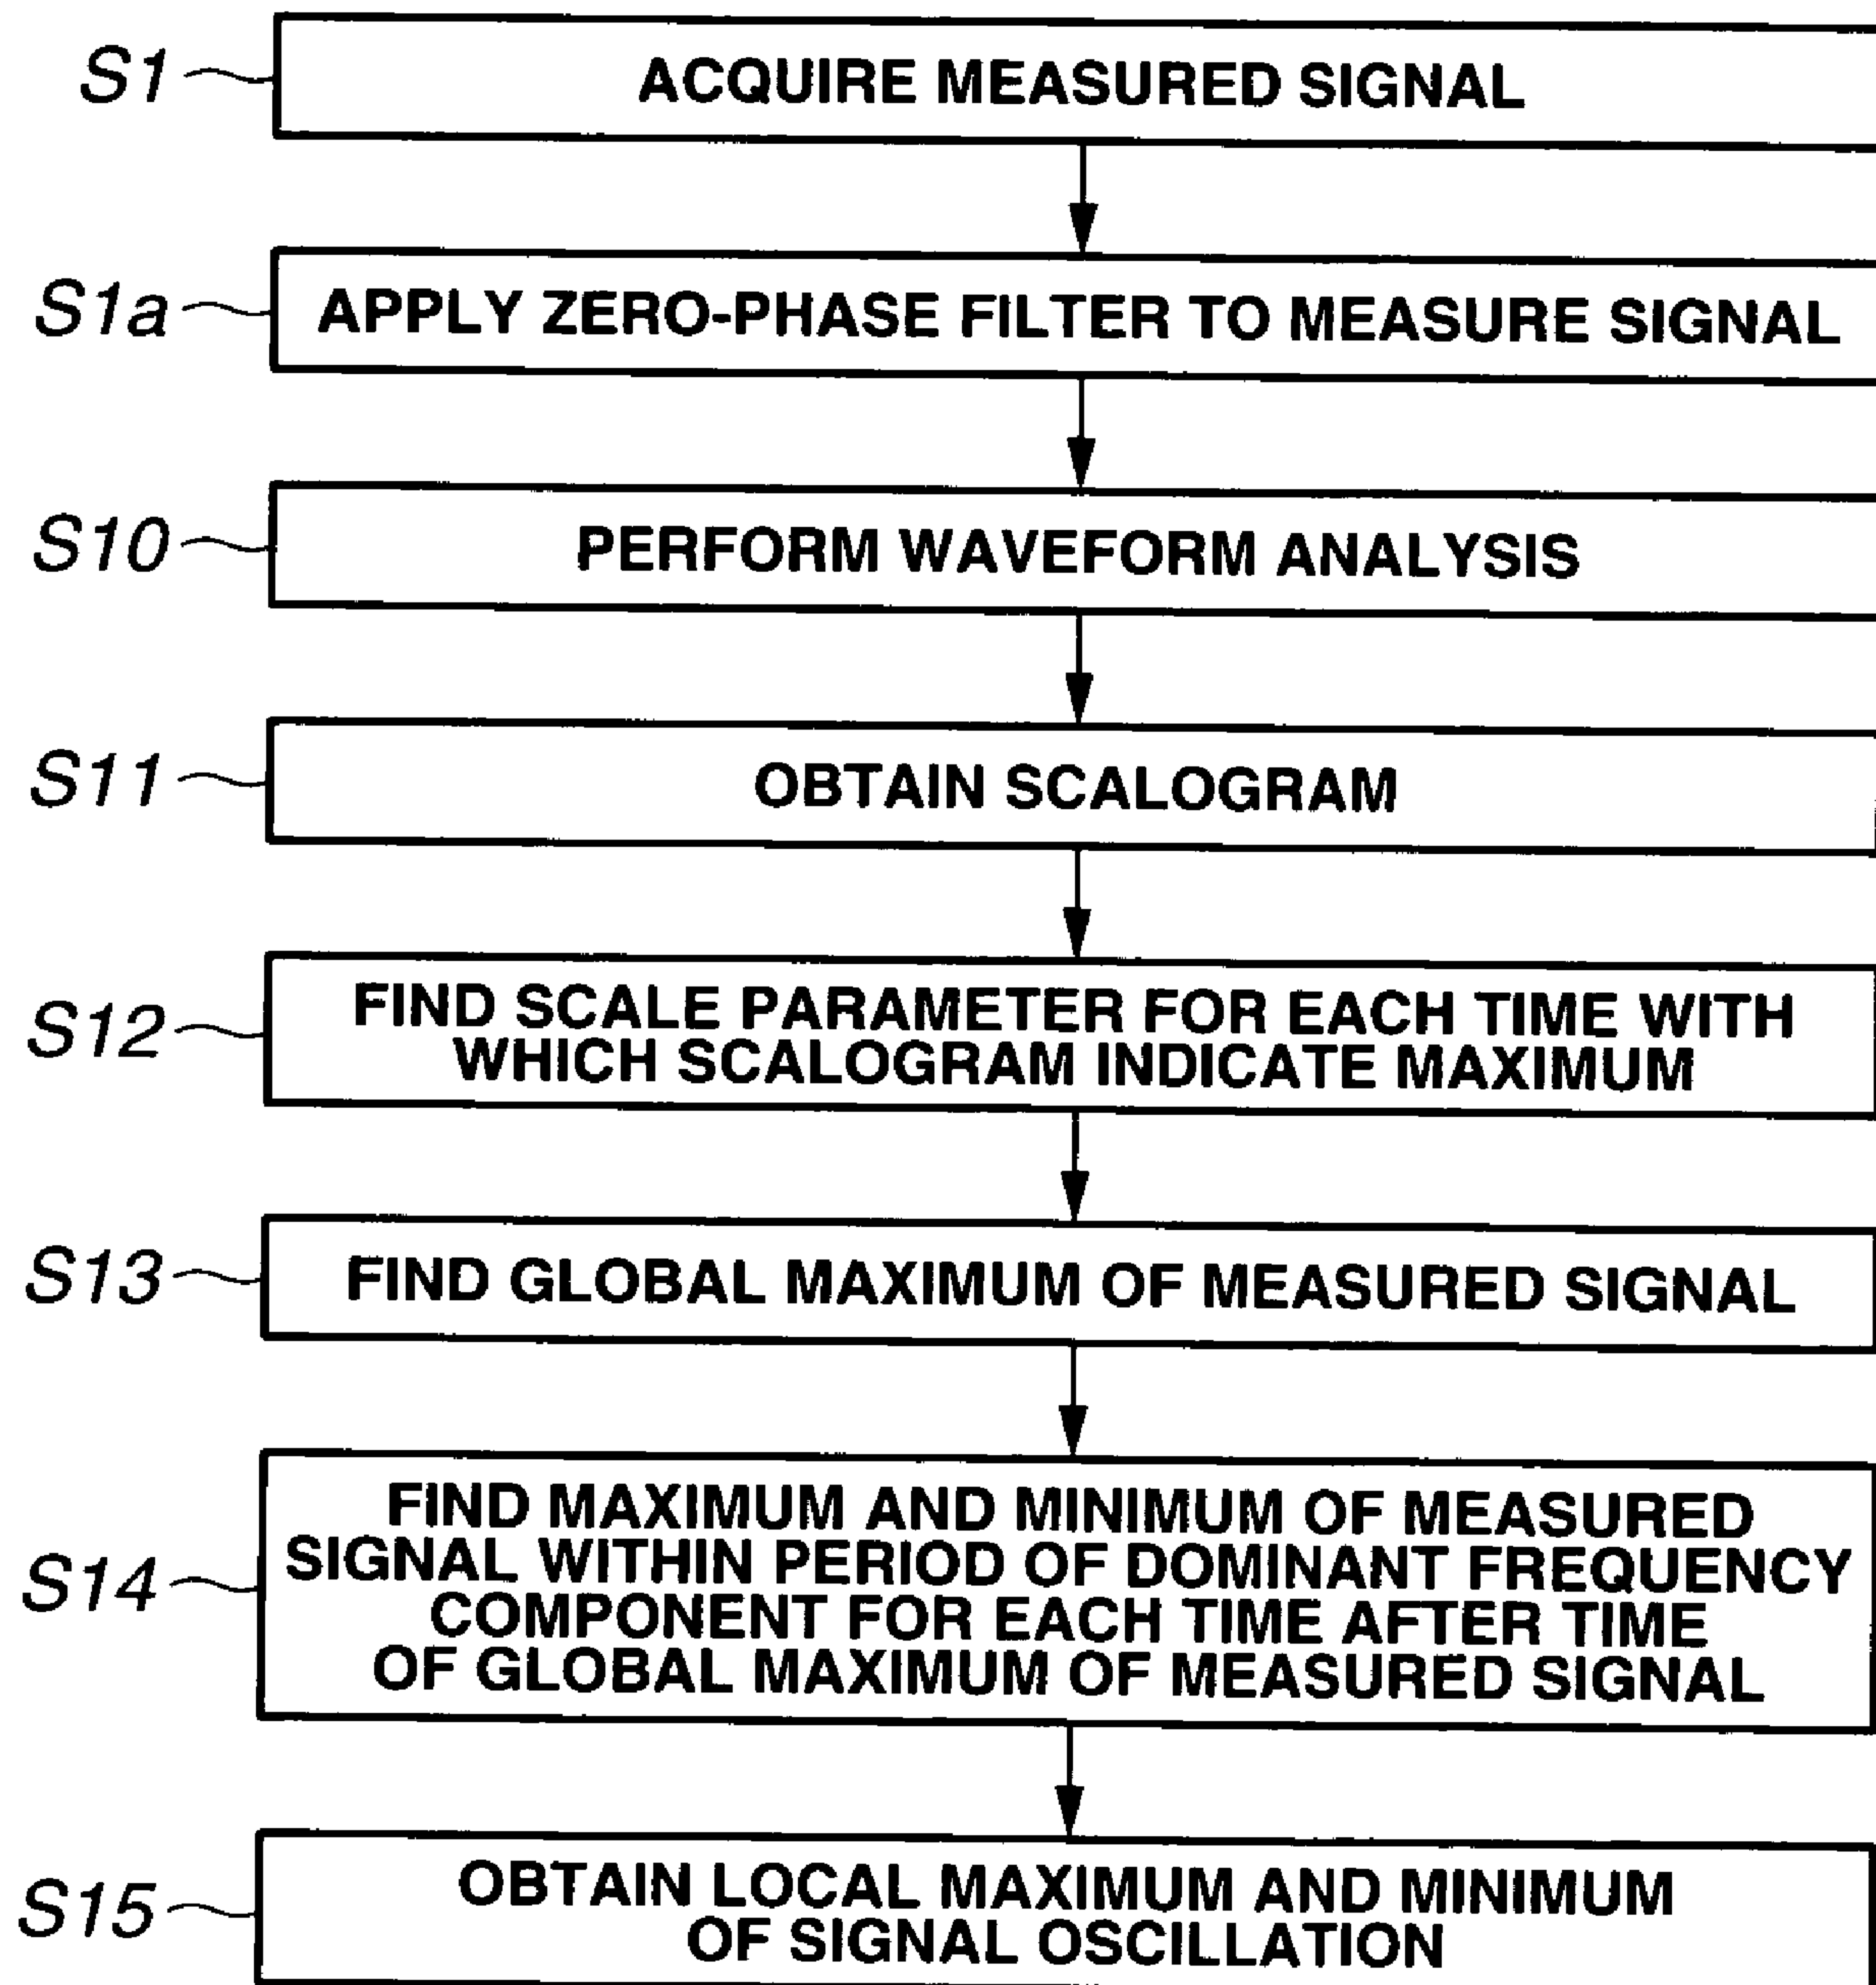 S1
ACQUIRE MEASURED SIGNAL
S1a
APPLY ZERO-PHASE FILTER TO MEASURE SIGNAL
S10
PERFORM WAVEFORM ANALYSIS
S11
OBTAIN SCALOGRAM
S12
FIND SCALE PARAMETER FOR EACH TIME WITH
WHICH SCALOGRAM INDICATE MAXIMUM
S13
FIND GLOBAL MAXIMUM OF MEASURED SIGNAL
S14
FIND MAXIMUM AND MINIMUM OF MEASURED
SIGNAL WITHIN PERIOD OF DOMINANT FREQUENCY
COMPONENT FOR EACH TIME AFTER TIME
OF GLOBAL MAXIMUM OF MEASURED SIGNAL
S15
OBTAIN LOCAL MAXIMUM AND MINIMUM
OF SIGNAL OSCILLATION